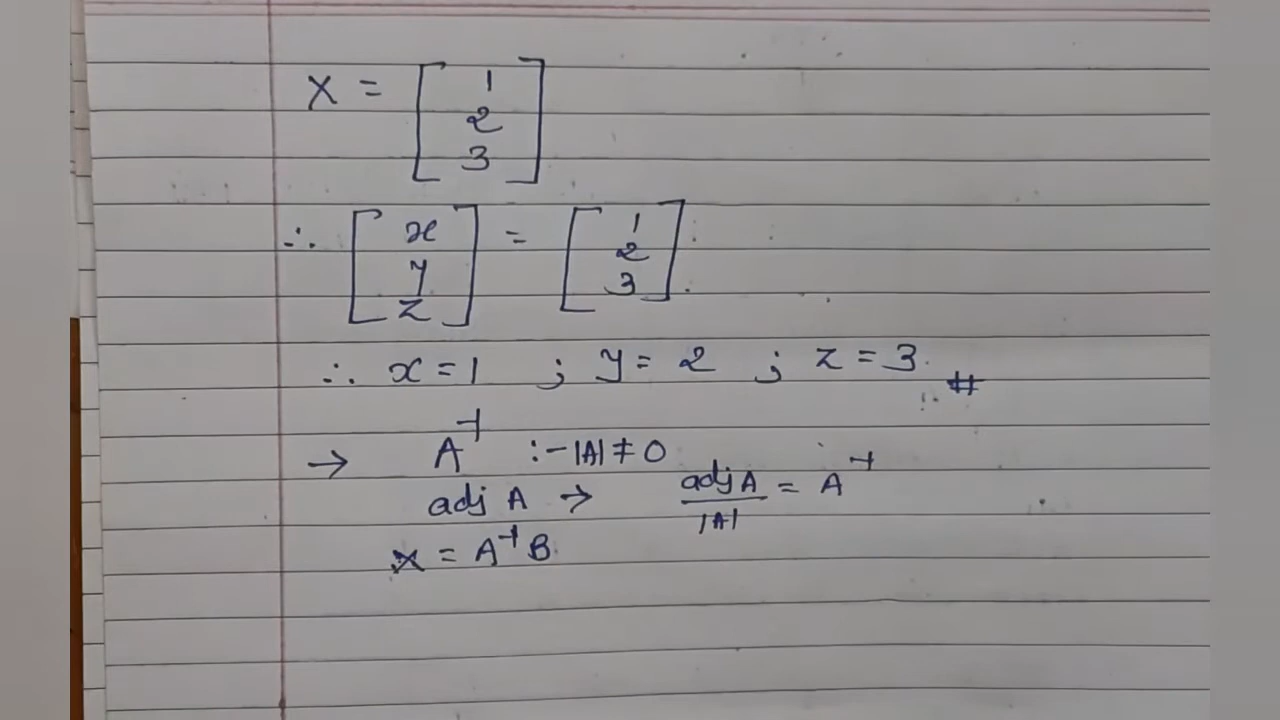 X = [ 1
2
3 ]
∴ [ x
y
z ] = [ 1
2
3 ]
∴ x = 1 ; y = 2 ; z = 3. #
→ A⁻¹ :- |A| ≠ 0
adj A → adj A / |A| = A⁻¹
X = A⁻¹ B